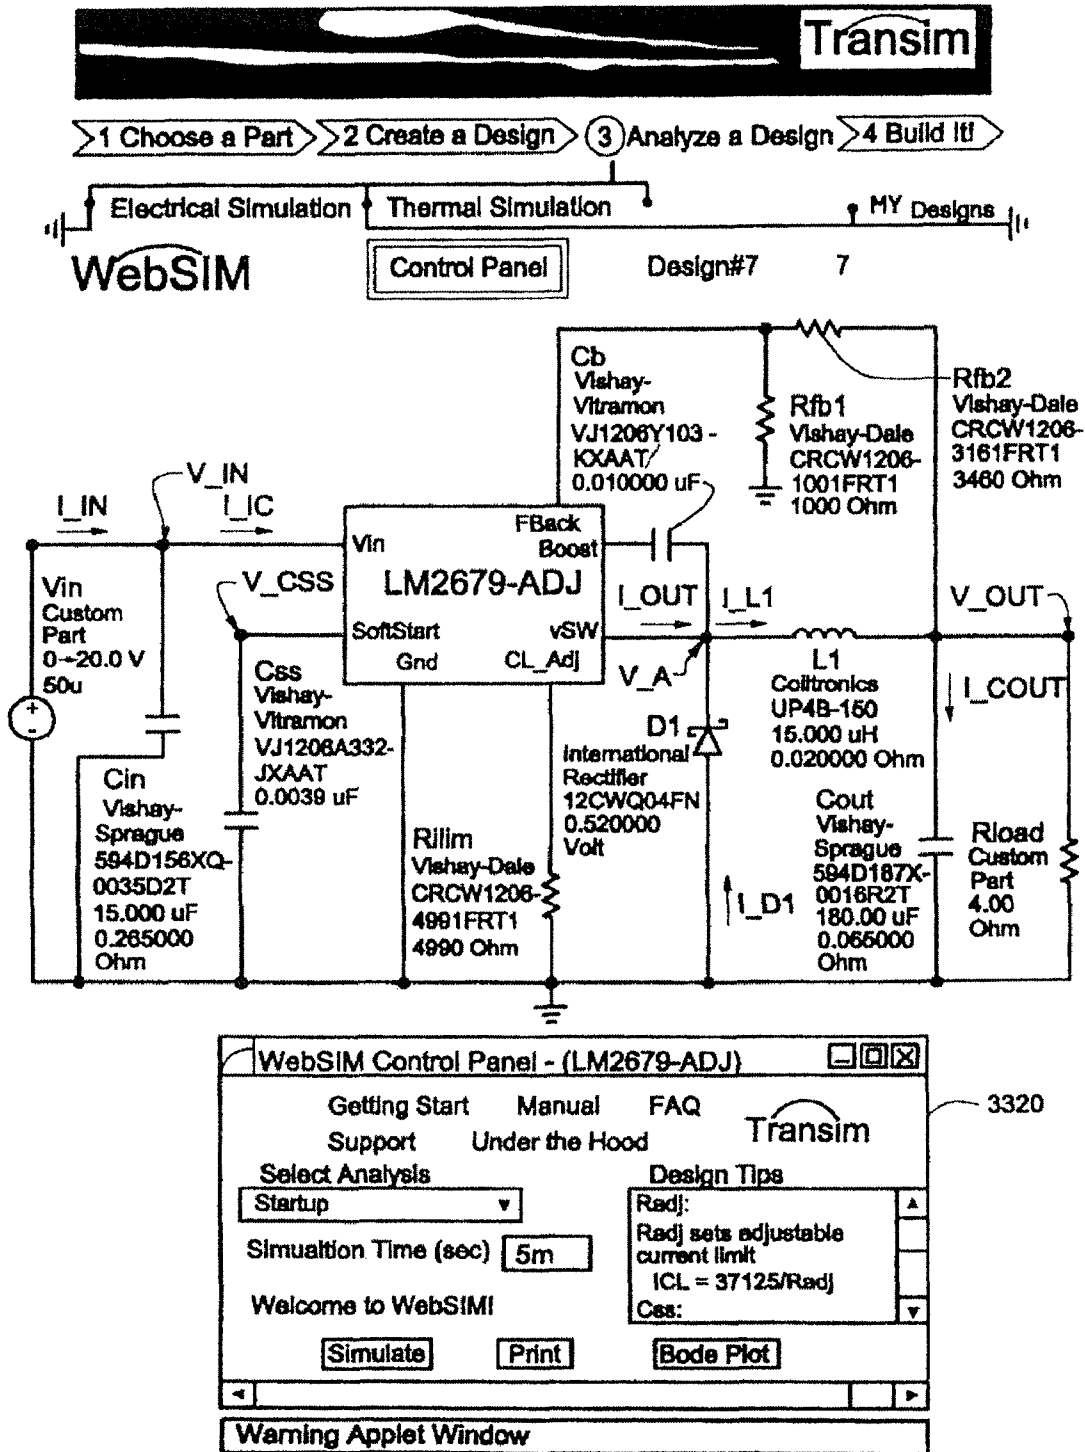 Transim
1 Choose a Part
2 Create a Design
3 Analyze a Design
4 Build It!
Electrical Simulation
Thermal Simulation
MY Designs
WebSIM
Control Panel
Design#7
7
Cb
Vishay-
Vitramon
VJ1206Y103 -
KXAAT
0.010000 uF
Rfb1
Vishay-Dale
CRCW1206-
1001FRT1
1000 Ohm
Rfb2
Vishay-Dale
CRCW1206-
3161FRT1
3460 Ohm
V_IN
I_IN
I_IC
Vin
Custom
Part
0→20.0 V
50u
+
-
V_CSS
Vin
FBack
Boost
LM2679-ADJ
SoftStart
vSW
Gnd
CL_Adj
I_OUT
I_L1
V_OUT
V_A
Css
Vishay-
Vitramon
VJ1206A332-
JXAAT
0.0039 uF
L1
Coiltronics
UP4B-150
15.000 uH
0.020000 Ohm
I_COUT
D1
International
Rectifier
12CWQ04FN
0.520000
Volt
Cin
Vishay-
Sprague
594D156XQ-
0035D2T
15.000 uF
0.265000
Ohm
Rilim
Vishay-Dale
CRCW1206-
4991FRT1
4990 Ohm
I_D1
Cout
Vishay-
Sprague
594D187X-
0016R2T
180.00 uF
0.065000
Ohm
Rload
Custom
Part
4.00
Ohm
WebSIM Control Panel - (LM2679-ADJ)
3320
Getting Start Manual FAQ
Support Under the Hood
Transim
Select Analysis
Startup
Simualtion Time (sec) 5m
Welcome to WebSIM!
Design Tips
Radj:
Radj sets adjustable
current limit
ICL = 37125/Radj
Css:
Simulate
Print
Bode Plot
Warning Applet Window